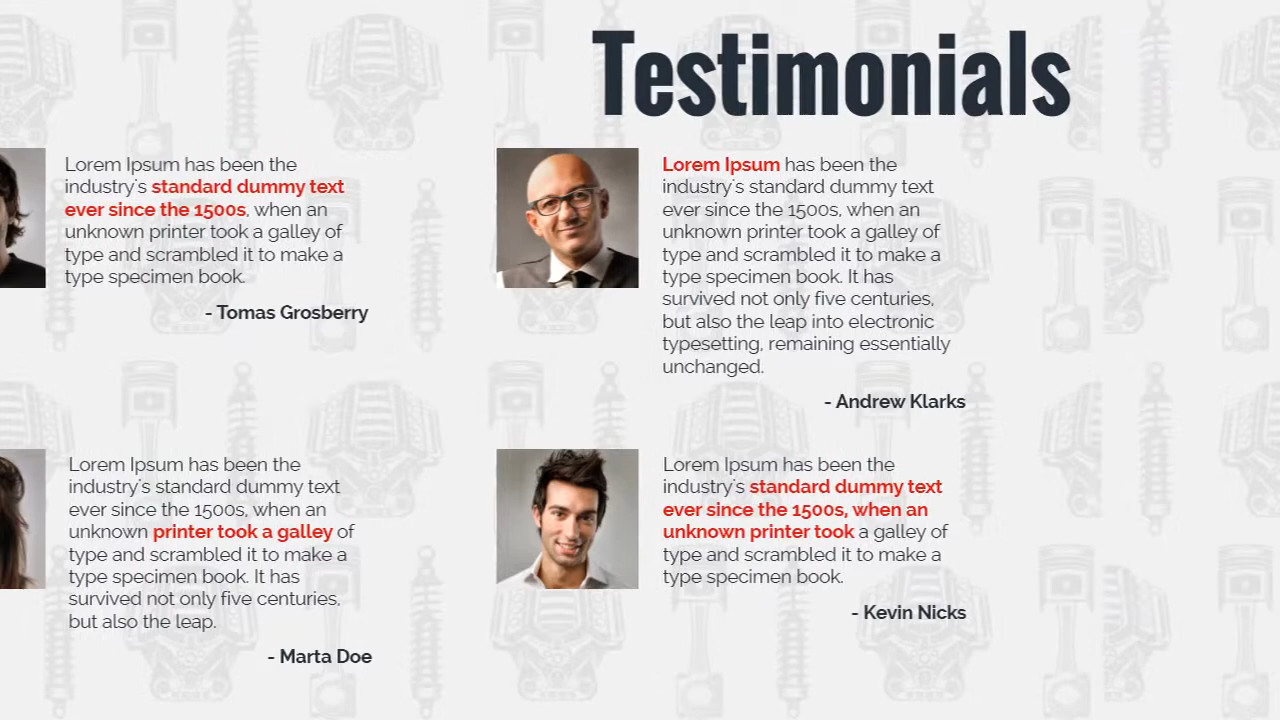 Testimonials
Lorem Ipsum has been the
industry's standard dummy text
ever since the 1500s, when an
unknown printer took a galley of
type and scrambled it to make a
type specimen book.
- Tomas Grosberry
Lorem Ipsum has been the
industry's standard dummy text
ever since the 1500s, when an
unknown printer took a galley of
type and scrambled it to make a
type specimen book. It has
survived not only five centuries,
but also the leap into electronic
typesetting, remaining essentially
unchanged.
- Andrew Klarks
Lorem Ipsum has been the
industry's standard dummy text
ever since the 1500s, when an
unknown printer took a galley of
type and scrambled it to make a
type specimen book. It has
survived not only five centuries,
but also the leap.
- Marta Doe
Lorem Ipsum has been the
industry's standard dummy text
ever since the 1500s, when an
unknown printer took a galley of
type and scrambled it to make a
type specimen book.
- Kevin Nicks